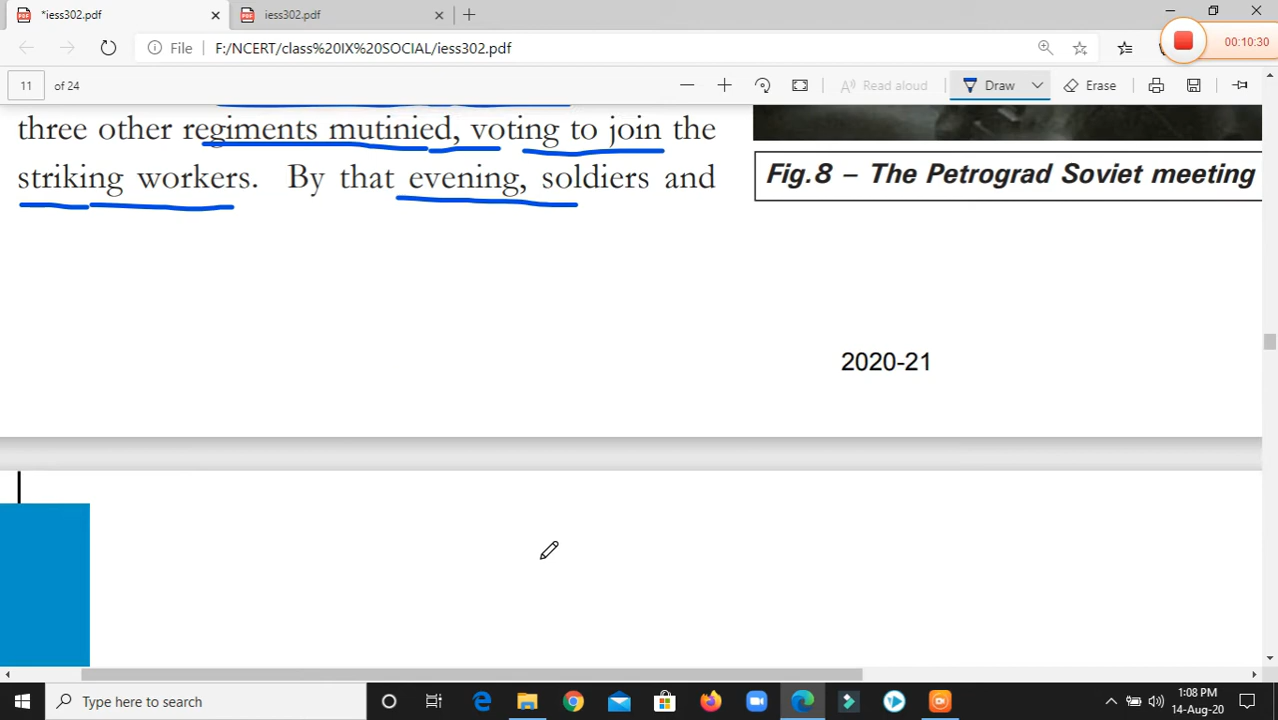 *iess302.pdf
iess302.pdf
File
F:/NCERT/class%20IX%20SOCIAL/iess302.pdf
00:10:30
11
of 24
A)) Read aloud
Draw
Erase
three other regiments mutinied, voting to join the
striking workers. By that evening, soldiers and
Fig.8 – The Petrograd Soviet meeting
2020-21
Type here to search
1:08 PM
14-Aug-20